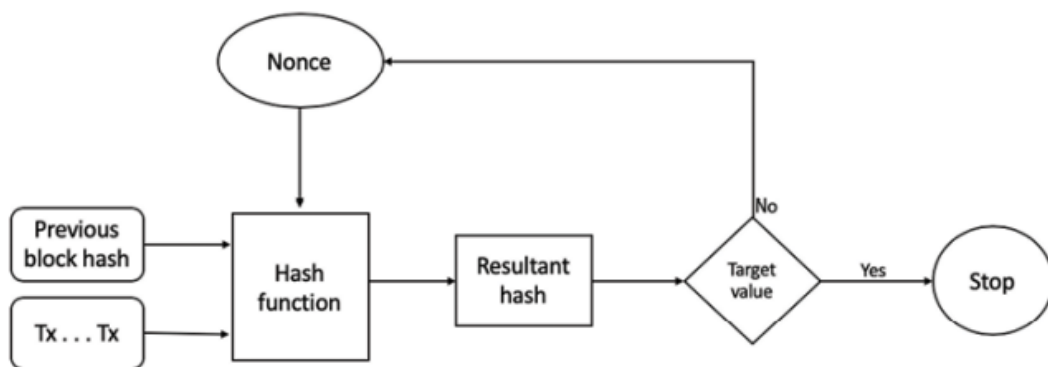 Nonce
No
Previous
block hash
Hash
function
Resultant
hash
Target
value
Yes
Stop
Tx . . . Tx